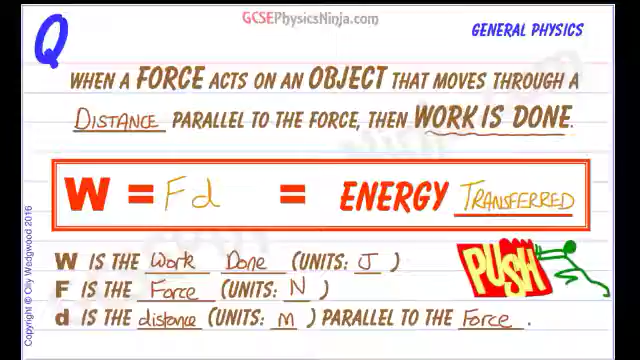 GCSEPhysicsNinja.com
Q
GENERAL PHYSICS
WHEN A FORCE ACTS ON AN OBJECT THAT MOVES THROUGH A
DISTANCE PARALLEL TO THE FORCE, THEN WORK IS DONE.
W = Fd = ENERGY TRANSFERRED
W IS THE Work Done (UNITS: J)
F IS THE Force (UNITS: N)
d IS THE distance (UNITS: M) PARALLEL TO THE Force.
PUSH
Copyright © Olly Wedgwood 2016